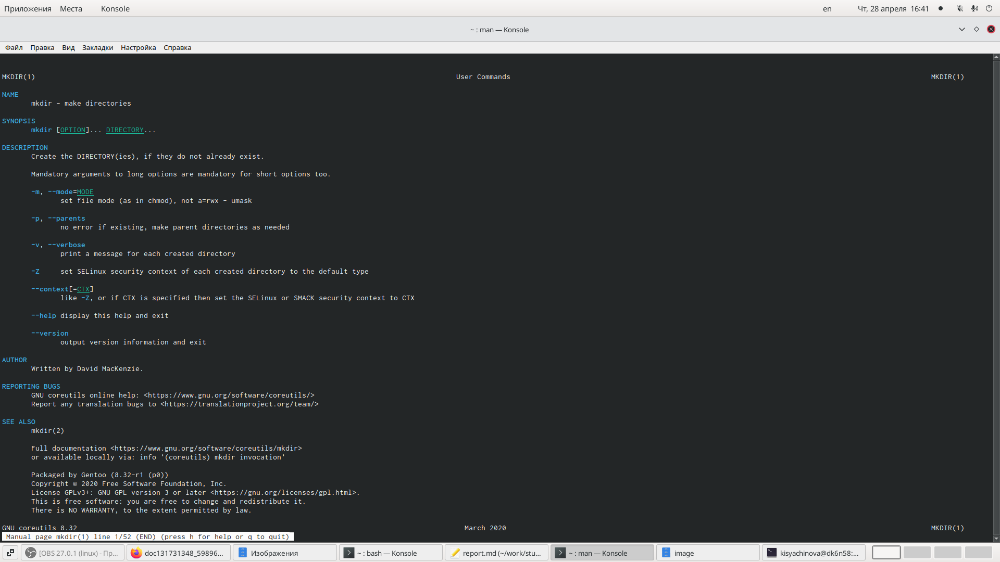 Приложения Места Konsole en Чт, 28 апреля 16:41
~ : man — Konsole
Файл Правка Вид Закладки Настройка Справка
MKDIR(1) User Commands MKDIR(1)
NAME
mkdir - make directories
SYNOPSIS
mkdir [OPTION]... DIRECTORY...
DESCRIPTION
Create the DIRECTORY(ies), if they do not already exist.
Mandatory arguments to long options are mandatory for short options too.
-m, --mode=MODE
set file mode (as in chmod), not a=rwx - umask
-p, --parents
no error if existing, make parent directories as needed
-v, --verbose
print a message for each created directory
-Z set SELinux security context of each created directory to the default type
--context[=CTX]
like -Z, or if CTX is specified then set the SELinux or SMACK security context to CTX
--help display this help and exit
--version
output version information and exit
AUTHOR
Written by David MacKenzie.
REPORTING BUGS
GNU coreutils online help: <https://www.gnu.org/software/coreutils/>
Report any translation bugs to <https://translationproject.org/team/>
SEE ALSO
mkdir(2)
Full documentation <https://www.gnu.org/software/coreutils/mkdir>
or available locally via: info '(coreutils) mkdir invocation'
Packaged by Gentoo (8.32-r1 (p0))
Copyright © 2020 Free Software Foundation, Inc.
License GPLv3+: GNU GPL version 3 or later <https://gnu.org/licenses/gpl.html>.
This is free software: you are free to change and redistribute it.
There is NO WARRANTY, to the extent permitted by law.
GNU coreutils 8.32 March 2020 MKDIR(1)
Manual page mkdir(1) line 1/52 (END) (press h for help or q to quit)
[OBS 27.0.1 (linux) - Пр... doc131731348_59896... Изображения ~ : bash — Konsole report.md (~/work/stu... ~ : man — Konsole image kisyachinova@dk6n58:...